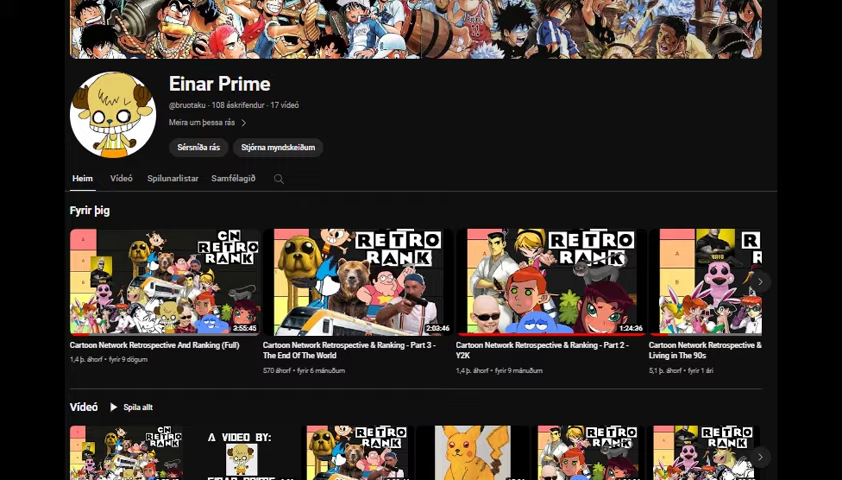 Einar Prime
@bruotaku · 108 áskrifendur · 17 vídeó
Meira um þessa rás
Sérsníða rás
Stjórna myndskeiðum
Heim
Vídeó
Spilunarlistar
Samfélagið
Fyrir þig
CN
RETRO
RANK
3:55:45
RETRO
RANK
2:03:46
RETRO
RANK
1:24:36
Cartoon Network Retrospective And Ranking (Full)
1,4 þ. áhorf • fyrir 9 dögum
Cartoon Network Retrospective & Ranking - Part 3 -
The End Of The World
570 áhorf • fyrir 6 mánuðum
Cartoon Network Retrospective & Ranking - Part 2 -
Y2K
1,4 þ. áhorf • fyrir 9 mánuðum
Cartoon Network Retrospective &
Living in The 90s
5,1 þ. áhorf • fyrir 1 ári
Vídeó
Spila allt
CN
RETRO
RANK
A VIDEO BY:
EINAR PRIME
RETRO
RANK
RETRO
RANK
RETRO
RANK